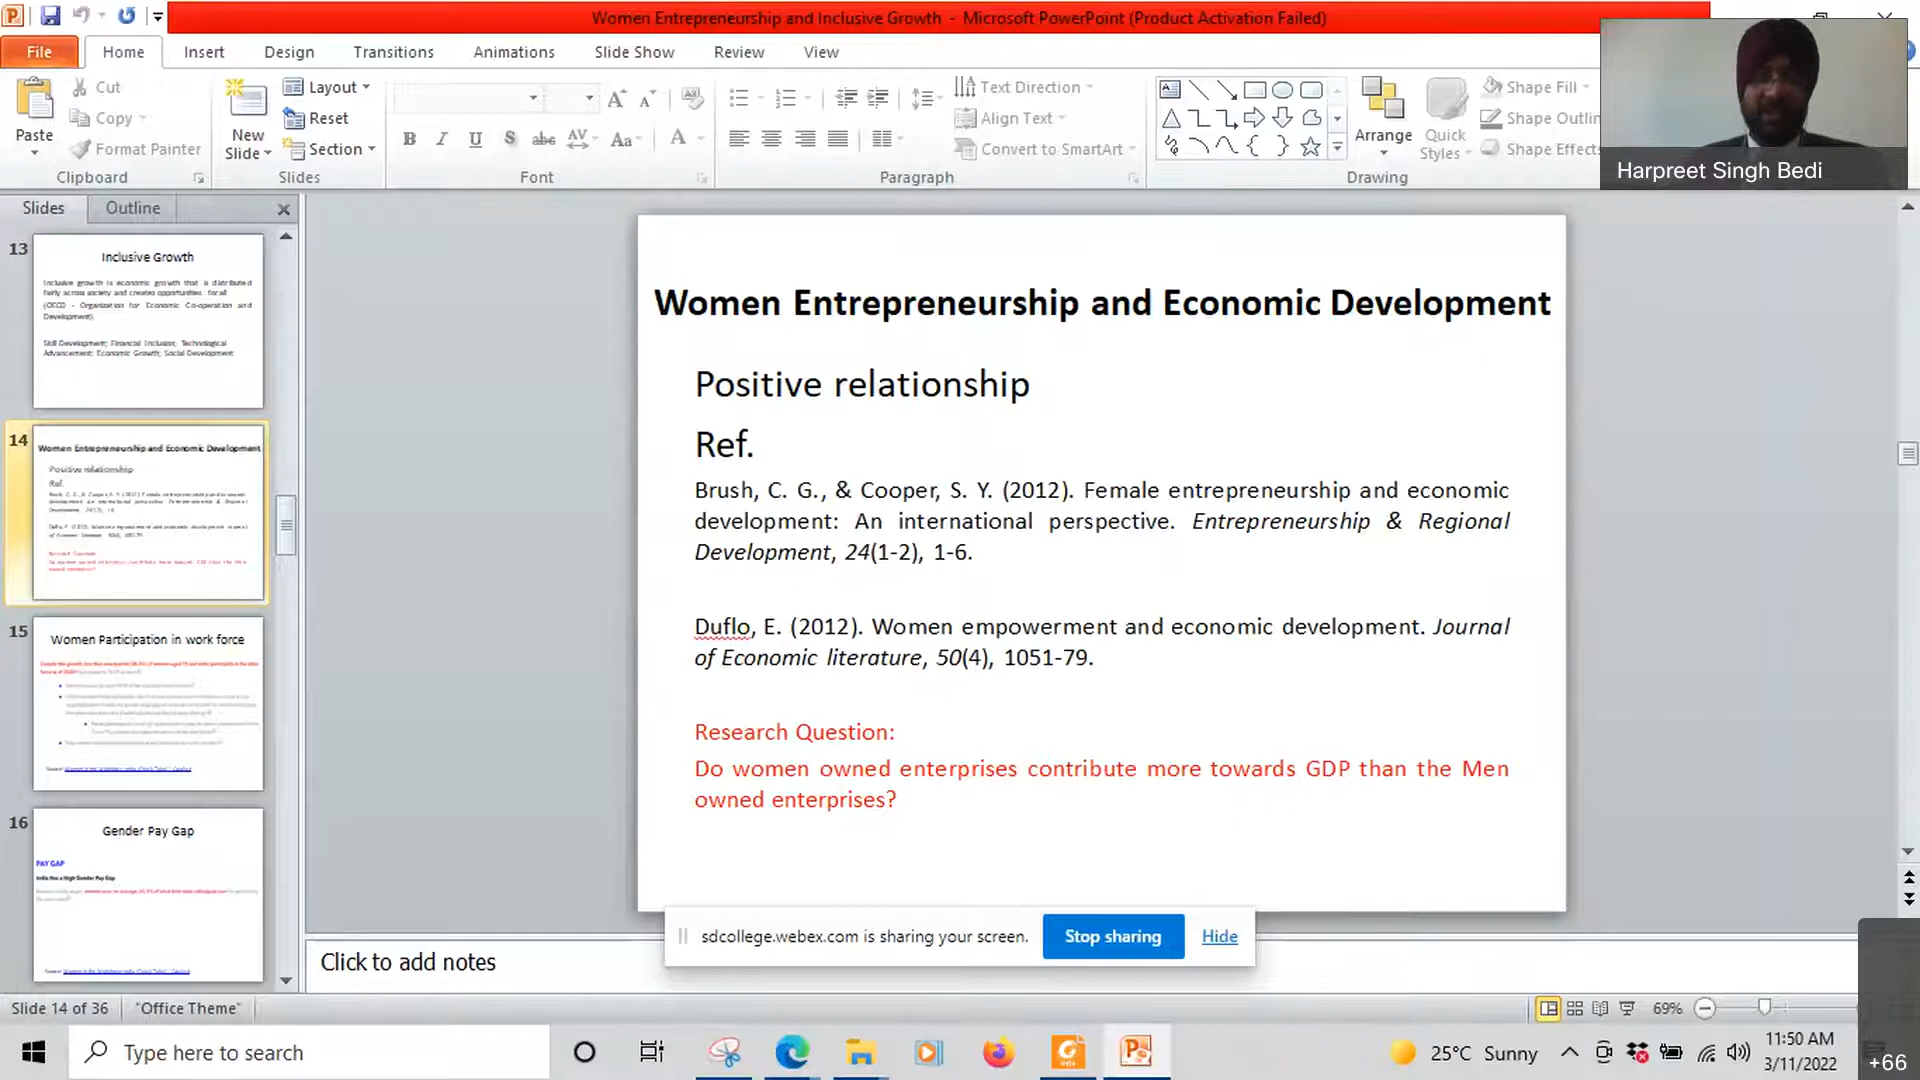 Women Entrepreneurship and Inclusive Growth - Microsoft PowerPoint (Product Activation Failed)
File Home Insert Design Transitions Animations Slide Show Review View
Paste
Cut
Copy
Format Painter
Clipboard
New Slide
Layout
Reset
Section
Slides
B I U S abc AV Aa A
Font
Text Direction
Align Text
Convert to SmartArt
Paragraph
Arrange
Quick Styles
Shape Fill
Shape Outlin
Shape Effects
Drawing
Harpreet Singh Bedi
Slides Outline
13
Inclusive Growth
Inclusive growth is economic growth that is distributed
fairly across society and creates opportunities for all
(OECD - Organization for Economic Co-operation and
Development).
Skill Development; Financial Inclusion; Technological
Advancement; Economic Growth; Social Development
14
Women Entrepreneurship and Economic Development
Positive relationship
Ref.
15
Women Participation in work force
16
Gender Pay Gap
PAY GAP
India Has a High Gender Pay Gap
Women Entrepreneurship and Economic Development
Positive relationship
Ref.
Brush, C. G., & Cooper, S. Y. (2012). Female entrepreneurship and economic
development: An international perspective. Entrepreneurship & Regional
Development, 24(1-2), 1-6.
Duflo, E. (2012). Women empowerment and economic development. Journal
of Economic literature, 50(4), 1051-79.
Research Question:
Do women owned enterprises contribute more towards GDP than the Men
owned enterprises?
sdcollege.webex.com is sharing your screen. Stop sharing Hide
Click to add notes
Slide 14 of 36 "Office Theme" 69%
Type here to search
25°C Sunny
11:50 AM
3/11/2022
+66